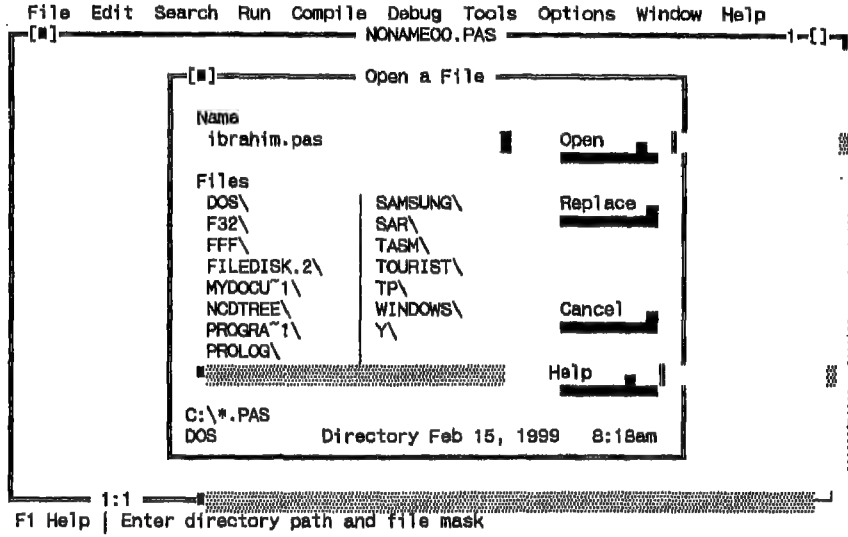 File Edit Search Run Compile Debug Tools Options Window Help
[■] NONAME00.PAS 1-[]
[■] Open a File
Name
ibrahim.pas
Open
Files
DOS\ SAMSUNG\ Replace
F32\ SAR\
FFF\ TASM\
FILEDISK.2\ TOURIST\
MYDOCU~1\ TP\
NCDTREE\ WINDOWS\ Cancel
PROGRA~1\ Y\
PROLOG\
Help
C:\*.PAS
DOS Directory Feb 15, 1999 8:18am
1:1
F1 Help | Enter directory path and file mask